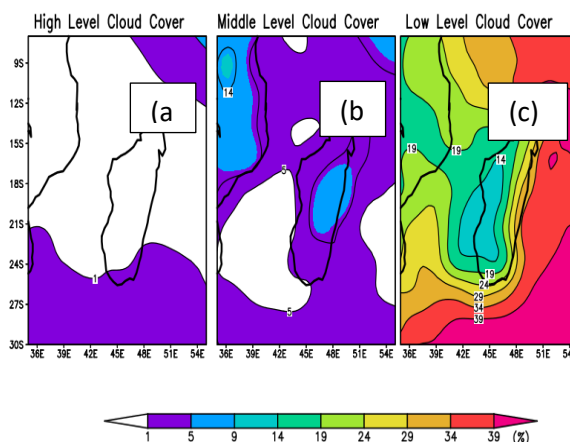 High Level Cloud Cover Middle Level Cloud Cover Low Level Cloud Cover
9S
(a) (b) (c)
12S
14
15S
19 19 14
5
18S
21S
24S
1 19
24
27S 29
5 34
39
30S
36E 39E 42E 45E 48E 51E 54E 36E 39E 42E 45E 48E 51E 54E 36E 39E 42E 45E 48E 51E 54E
1 5 9 14 19 24 29 34 39 (%)